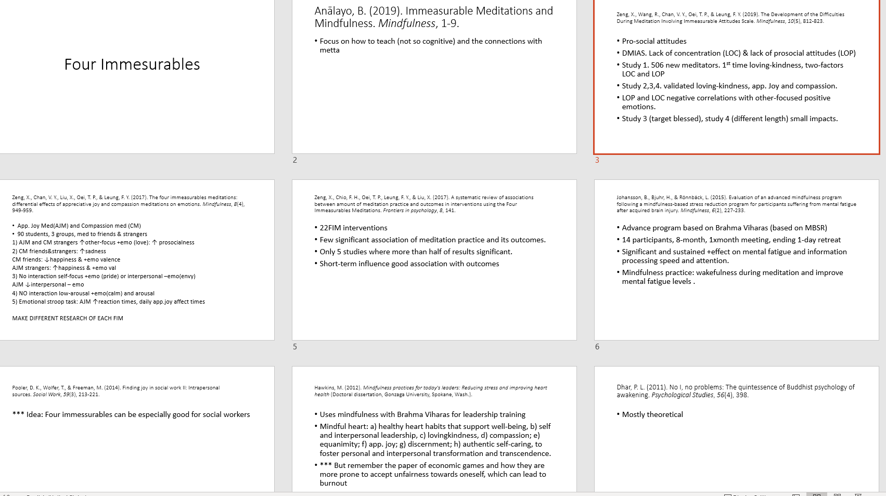 Four Immesurables
Anālayo, B. (2019). Immeasurable Meditations and
Mindfulness. Mindfulness, 1-9.
• Focus on how to teach (not so cognitive) and the connections with
metta
2
Zeng, X., Wang, R., Chan, V. Y., Oei, T. P., & Leung, F. Y. (2019). The Development of the Difficulties
During Meditation Involving Immeasurable Attitudes Scale. Mindfulness, 10(5), 812-823.
• Pro-social attitudes
• DMIAS. Lack of concentration (LOC) & lack of prosocial attitudes (LOP)
• Study 1. 506 new meditators. 1st time loving-kindness, two-factors
LOC and LOP
• Study 2,3,4. validated loving-kindness, app. Joy and compassion.
• LOP and LOC negative correlations with other-focused positive
emotions.
• Study 3 (target blessed), study 4 (different length) small impacts.
3
Zeng, X., Chan, V. Y., Liu, X., Oei, T. P., & Leung, F. Y. (2017). The four immeasurables meditations:
differential effects of appreciative joy and compassion meditations on emotions. Mindfulness, 8(4),
949-959.
• App. Joy Med(AJM) and Compassion med (CM)
• 90 students, 3 groups, med to friends & strangers
1) AJM and CM strangers ↑other-focus +emo (love): ↑ prosocialness
2) CM friends&strangers: ↑sadness
CM friends: ↓happiness & +emo valence
AJM strangers: ↑happiness & emo val
3) No interaction self-focus +emo (pride) or interpersonal –emo(envy)
AJM ↓interpersonal – emo
4) NO interaction low-arousal +emo(calm) and arousal
5) Emotional stroop task: AJM ↑reaction times, daily app.joy affect times
MAKE DIFFERENT RESEARCH OF EACH FIM
Zeng, X., Chio, F. H., Oei, T. P., Leung, F. Y., & Liu, X. (2017). A systematic review of associations
between amount of meditation practice and outcomes in interventions using the Four
Immeasurables Meditations. Frontiers in psychology, 8, 141.
• 22FIM interventions
• Few significant association of meditation practice and its outcomes.
• Only 5 studies where more than half of results significant.
• Short-term influence good association with outcomes
5
Johansson, B., Bjuhr, H., & Rönnbäck, L. (2015). Evaluation of an advanced mindfulness program
following a mindfulness-based stress reduction program for participants suffering from mental fatigue
after acquired brain injury. Mindfulness, 6(2), 227-233.
• Advance program based on Brahma Viharas (based on MBSR)
• 14 participants, 8-month, 1xmonth meeting, ending 1-day retreat
• Significant and sustained +effect on mental fatigue and information
processing speed and attention.
• Mindfulness practice: wakefulness during meditation and improve
mental fatigue levels .
6
Pooler, D. K., Wolfer, T., & Freeman, M. (2014). Finding joy in social work II: Intrapersonal
sources. Social Work, 59(3), 213-221.
*** Idea: Four immessurables can be especially good for social workers
Hawkins, M. (2012). Mindfulness practices for today's leaders: Reducing stress and improving heart
health (Doctoral dissertation, Gonzaga University, Spokane, Wash.).
• Uses mindfulness with Brahma Viharas for leadership training
• Mindful heart: a) healthy heart habits that support well-being, b) self
and interpersonal leadership, c) lovingkindness, d) compassion; e)
equanimity; f) app. joy; g) discernment; h) authentic self-caring, to
foster personal and interpersonal transformation and transcendence.
• *** But remember the paper of economic games and how they are
more prone to accept unfairness towards oneself, which can lead to
burnout
Dhar, P. L. (2011). No I, no problems: The quintessence of Buddhist psychology of
awakening. Psychological Studies, 56(4), 398.
• Mostly theoretical